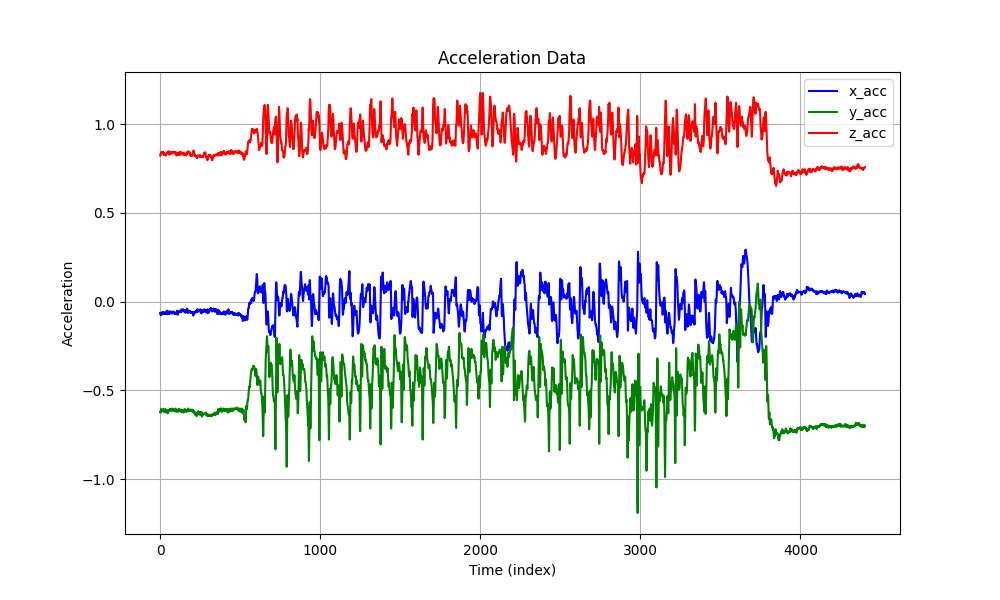 Acceleration Data
x_acc
y_acc
z_acc
1.0
0.5
0.0
−0.5
−1.0
Acceleration
0
1000
2000
3000
4000
Time (index)